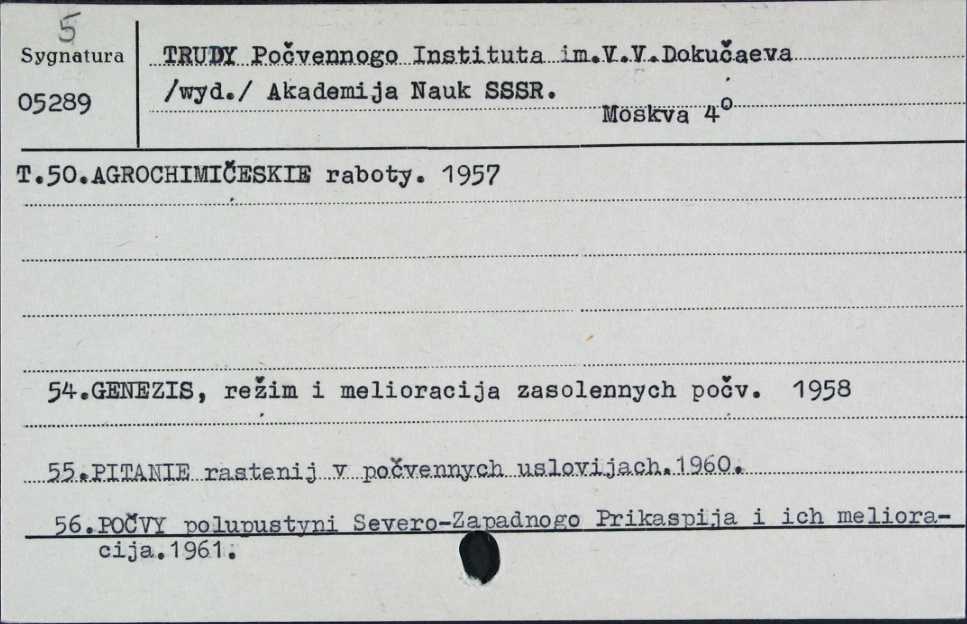 5
Sygnatura
05289
TRUDY Počvennogo Instituta im.V.V.Dokučaeva
/wyd./ Akademija Nauk SSSR.
Moskva 4°
T.50.AGROCHIMIČESKIE raboty. 1957
54.GENEZIS, režim i melioracija zasolennych počv. 1958
55.PITANIE rastenij v počvennych uslovijach.1960.
56.POČVY polupustyni Severo-Zapadnogo Prikaspija i ich meliora-
cija.1961.